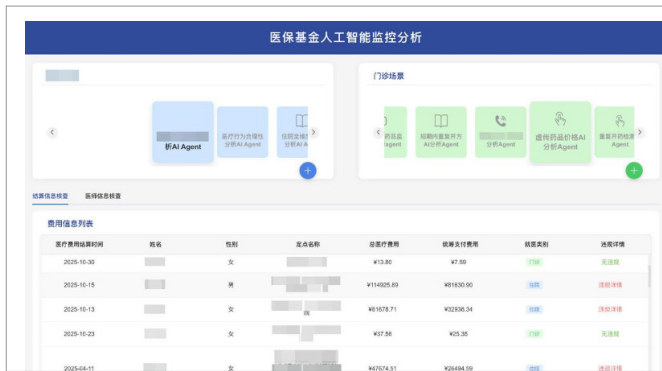 医保基金人工智能监控分析
门诊场景
析AI Agent
医疗行为合理性
分析AI Agent
短期内重复开方
AI分析Agent
分析Agent
虚传药品价格AI
分析Agent
重复开药检测
Agent
结算信息核查 医师信息核查
费用信息列表
医疗费用结算时间 姓名 性别 定点名称 总医疗费用 统筹支付费用 就医类别 违规详情
2025-10-30 女 ¥13.80 ¥7.59 门诊 无违规
2025-10-15 男 ¥114925.89 ¥81830.90 住院 违规详情
2025-10-13 女 院 ¥61678.71 ¥32936.34 住院 违规详情
2025-10-23 女 ¥37.56 ¥25.35 门诊 无违规
2025-04-11 女 ¥47674.51 ¥26494.59 住院 违规详情